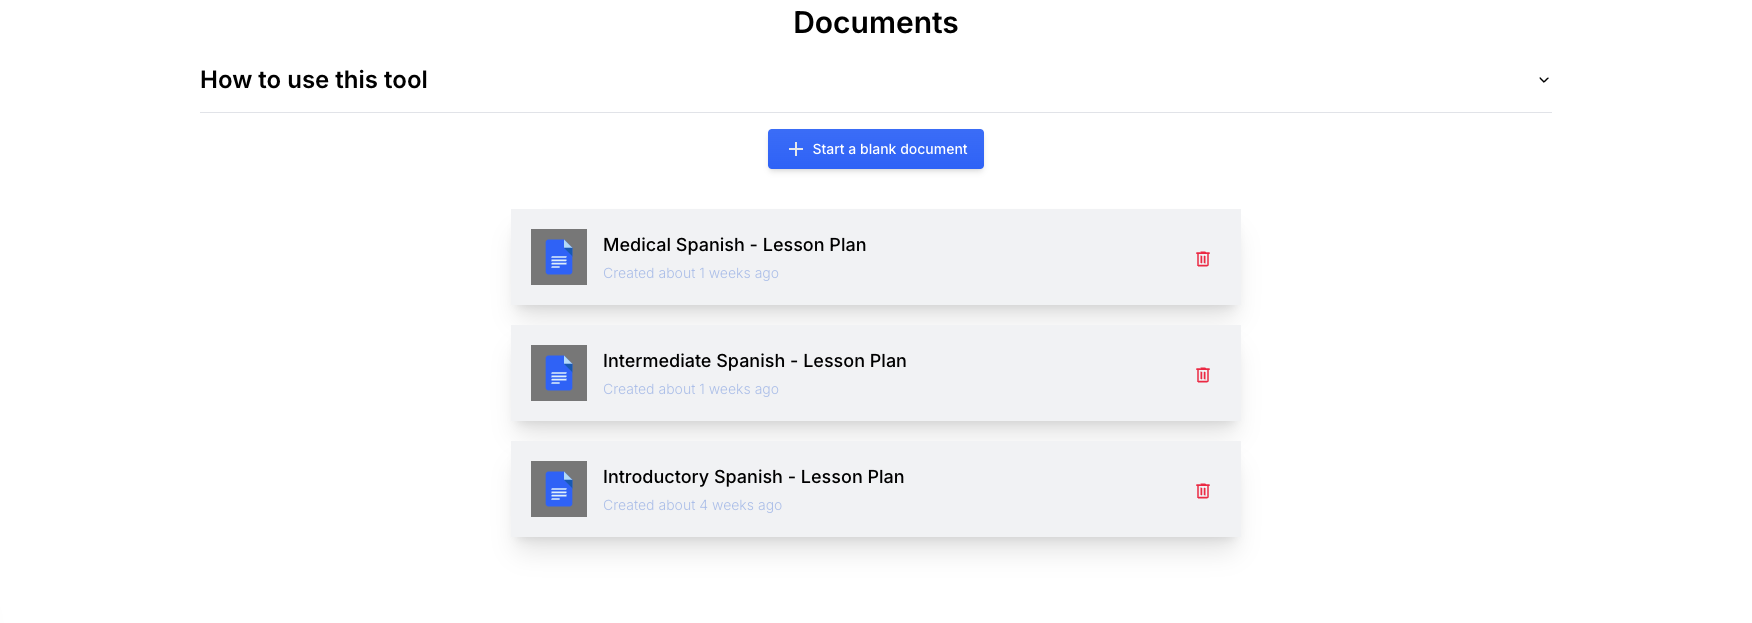 Documents
How to use this tool
Start a blank document
Medical Spanish - Lesson Plan
Created about 1 weeks ago
Intermediate Spanish - Lesson Plan
Created about 1 weeks ago
Introductory Spanish - Lesson Plan
Created about 4 weeks ago